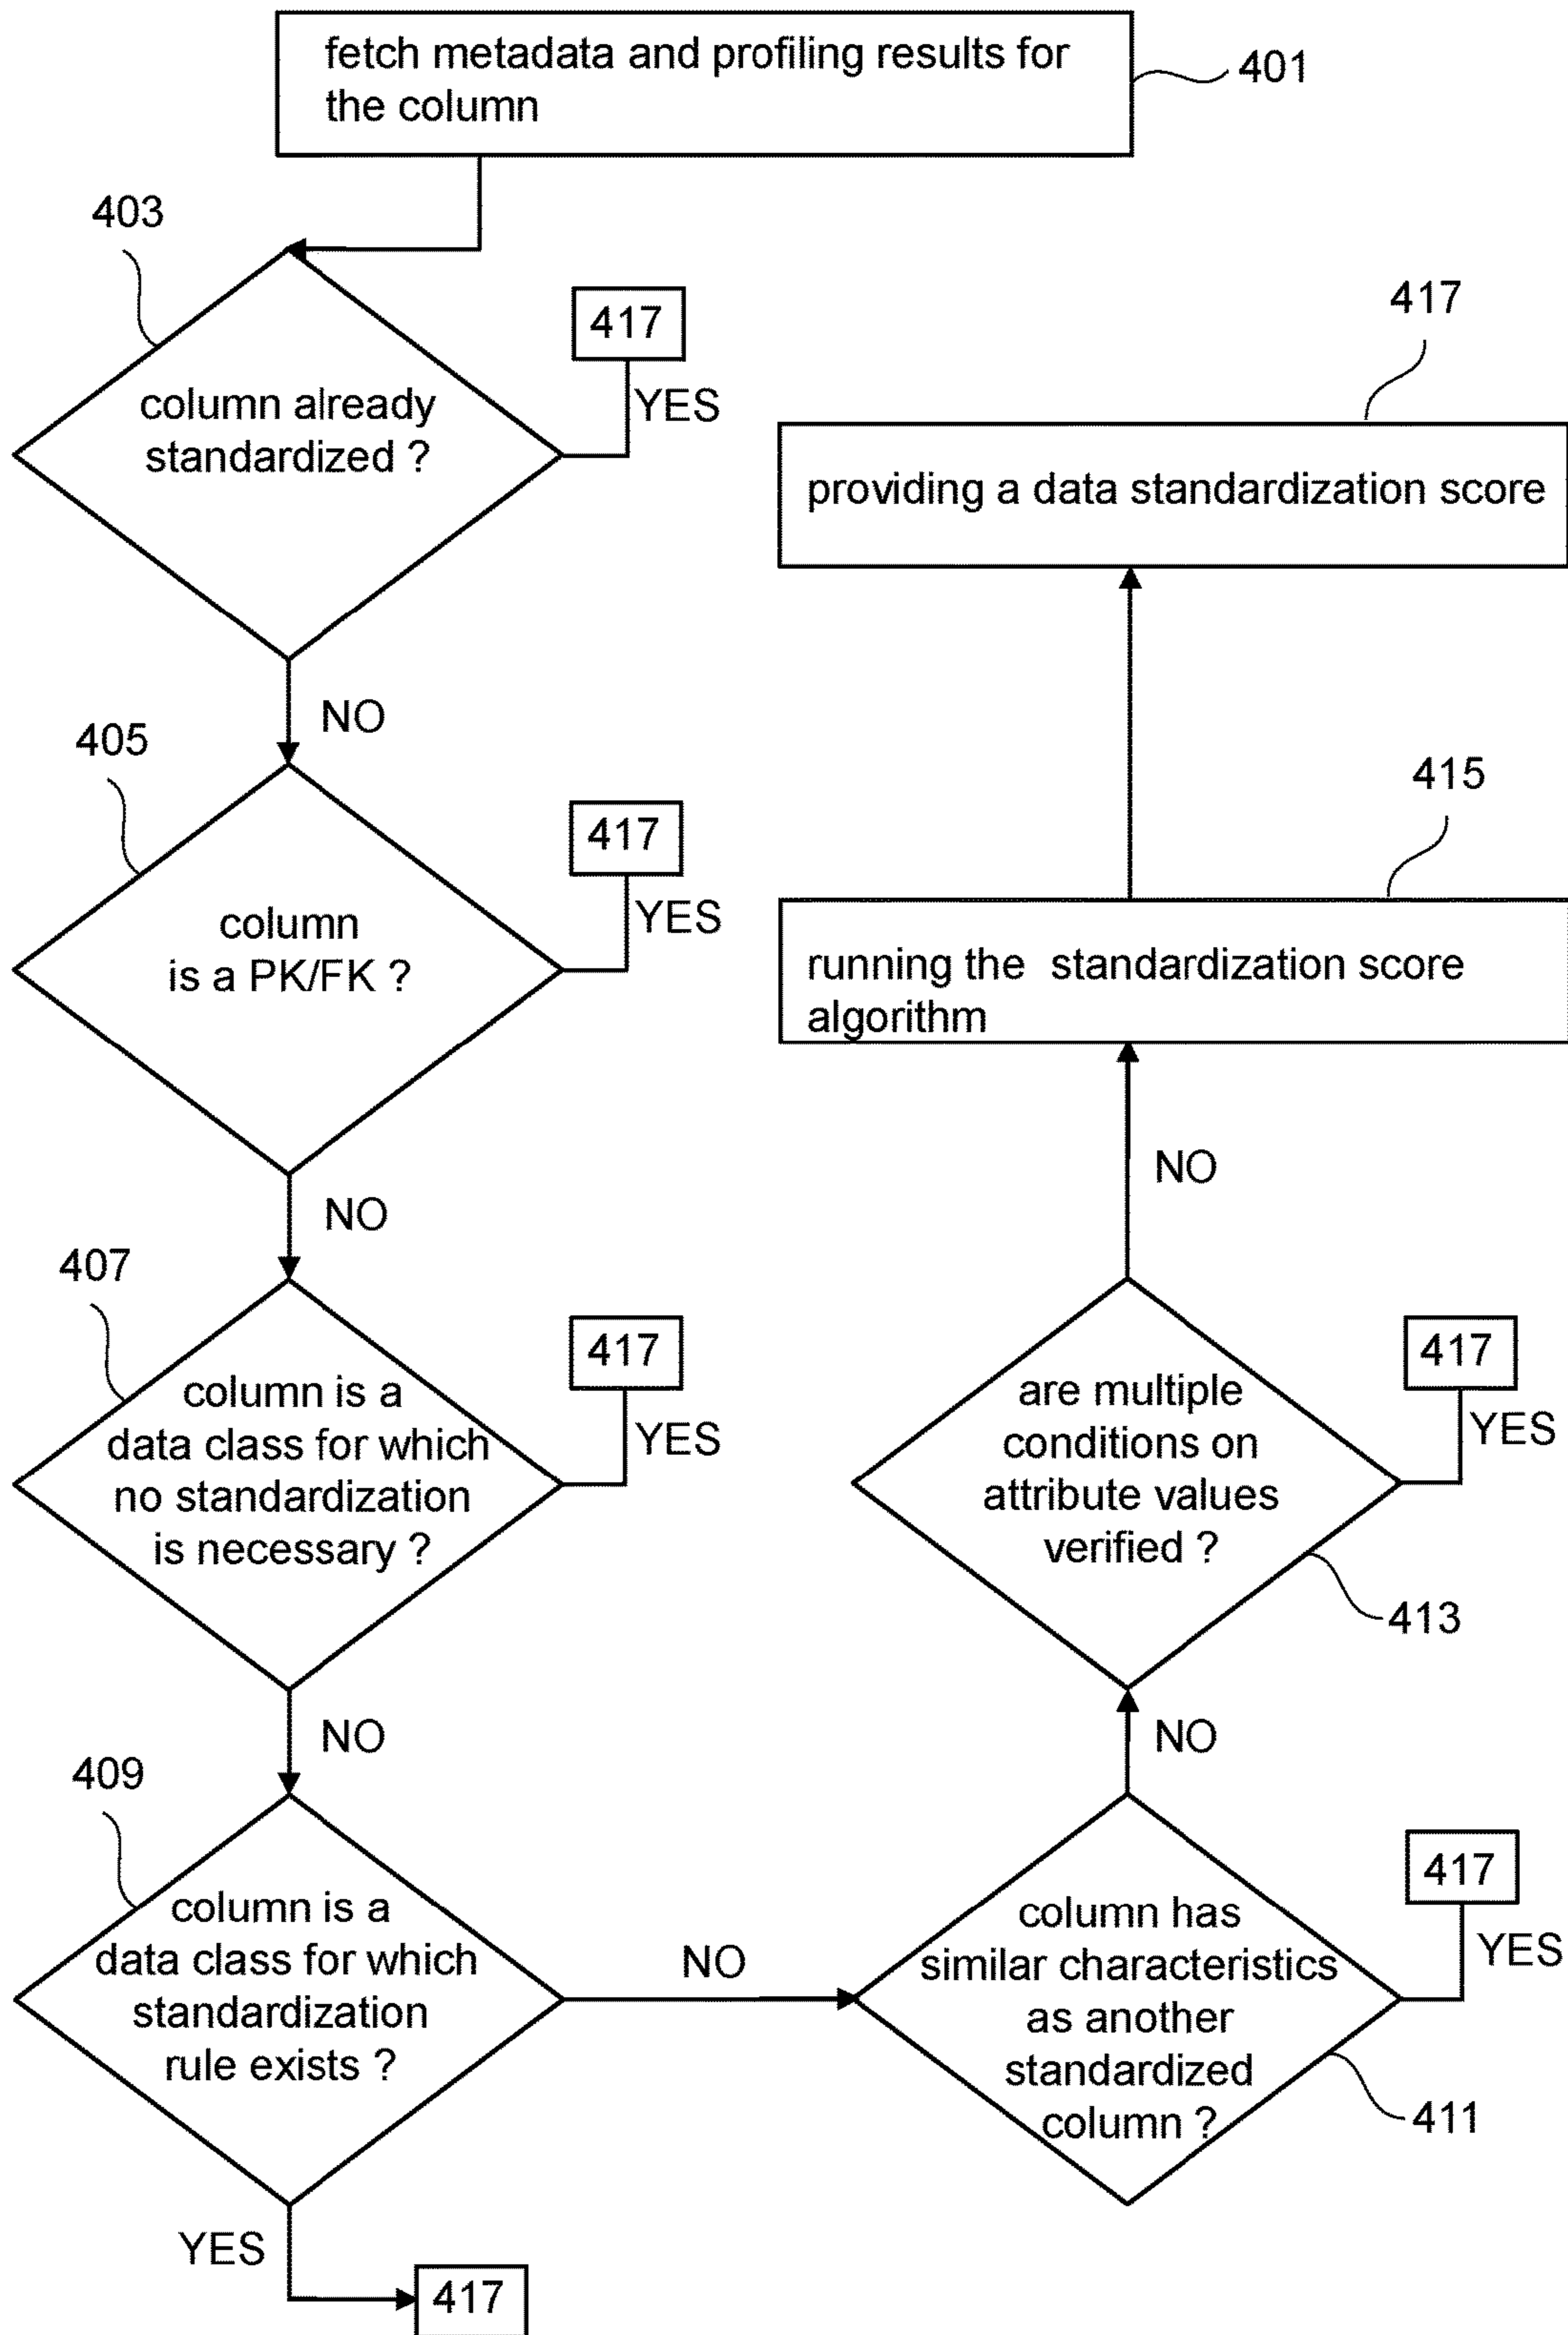 fetch metadata and profiling results for
the column
401
403
417
YES
column already
standardized ?
NO
405
417
YES
column
is a PK/FK ?
NO
407
417
YES
column is a
data class for which
no standardization
is necessary ?
NO
409
column is a
data class for which
standardization
rule exists ?
YES
417
NO
column has
similar characteristics
as another
standardized
column ?
417
YES
411
NO
are multiple
conditions on
attribute values
verified ?
417
YES
413
NO
415
running the standardization score
algorithm
417
providing a data standardization score